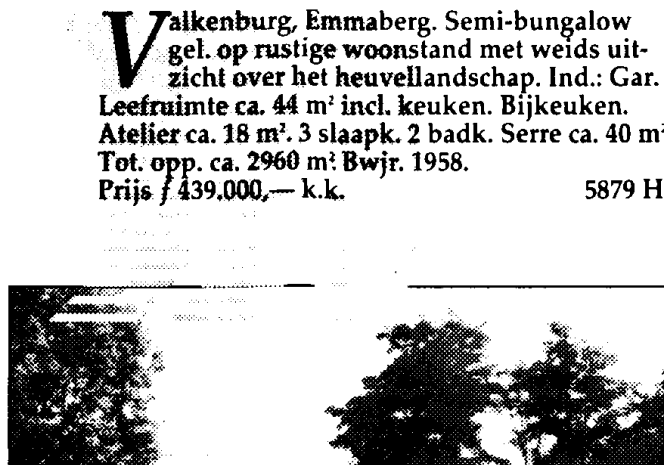 Valkenburg, Emmaberg. Semi-bungalow
gel. op rustige woonstand met weids uit-
zicht over het heuvellandschap. Ind.: Gar.
Leefruimte ca. 44 m² incl. keuken. Bijkeuken.
Atelier ca. 18 m². 3 slaapk. 2 badk. Serre ca. 40 m²
Tot. opp. ca. 2960 m². Bwjr. 1958.
Prijs ƒ 439.000,— k.k. 5879 H